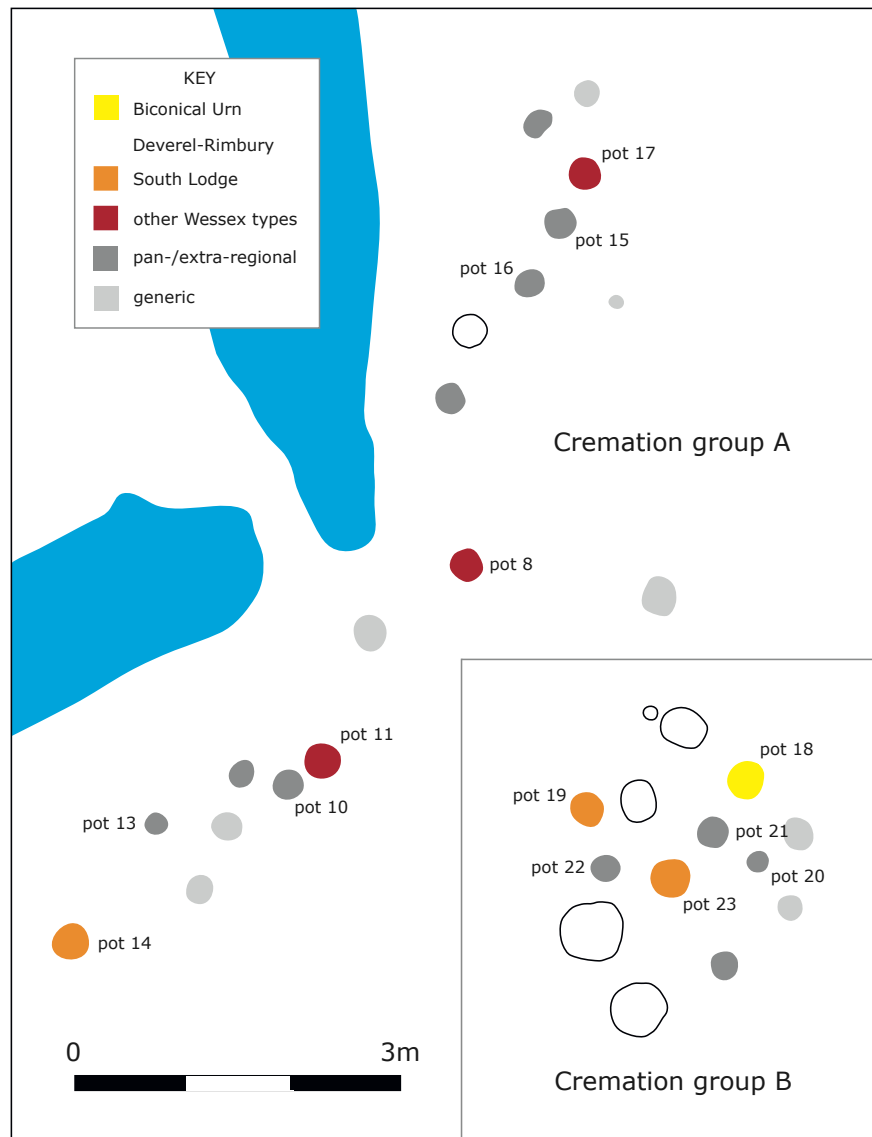 KEY
Biconical Urn
Deverel-Rimbury
South Lodge
other Wessex types
pan-/extra-regional
generic
pot 17
pot 15
pot 16
Cremation group A
pot 8
pot 11
pot 10
pot 13
pot 14
pot 18
pot 19
pot 21
pot 22
pot 20
pot 23
0 3m
Cremation group B